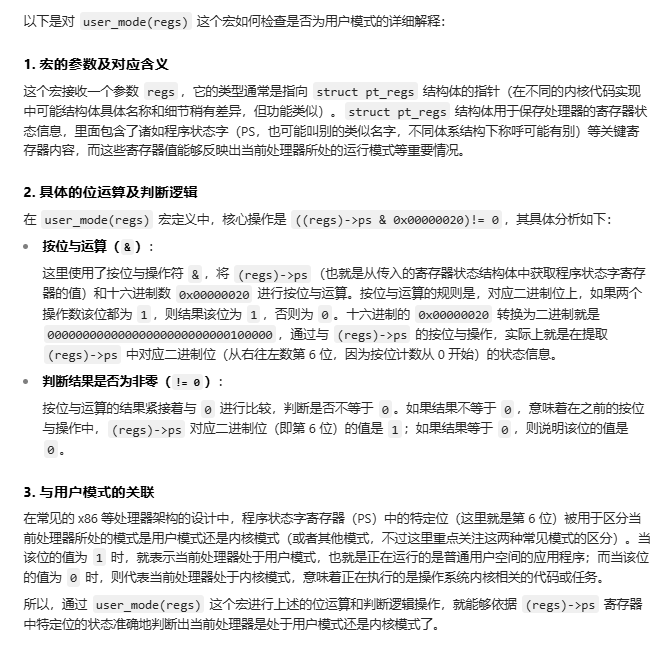 以下是对 user_mode(regs) 这个宏如何检查是否为用户模式的详细解释：
1. 宏的参数及对应含义
这个宏接收一个参数 regs，它的类型通常是指向 struct pt_regs 结构体的指针（在不同的内核代码实现
中可能结构体具体名称和细节稍有差异，但功能类似）。struct pt_regs 结构体用于保存处理器的寄存器状
态信息，里面包含了诸如程序状态字（PS，也可能叫别的类似名字，不同体系结构下称呼可能有别）等关键寄
存器内容，而这些寄存器值能够反映出当前处理器所处的运行模式等重要情况。
2. 具体的位运算及判断逻辑
在 user_mode(regs) 宏定义中，核心操作是 ((regs)->ps & 0x00000020)!= 0，其具体分析如下：
• 按位与运算（&）：
这里使用了按位与操作符 &，将 (regs)->ps（也就是从传入的寄存器状态结构体中获取程序状态字寄存
器的值）和十六进制数 0x00000020 进行按位与运算。按位与运算的规则是，对应二进制位上，如果两个
操作数该位都为 1，则结果该位为 1，否则为 0。十六进制的 0x00000020 转换为二进制就是
00000000000000000000000000100000，通过与 (regs)->ps 的按位与操作，实际上就是在提取
(regs)->ps 中对应二进制位（从右往左数第 6 位，因为按位计数从 0 开始）的状态信息。
• 判断结果是否为非零（!= 0）：
按位与运算的结果紧接着与 0 进行比较，判断是否不等于 0。如果结果不等于 0，意味着在之前的按位
与操作中，(regs)->ps 对应二进制位（即第 6 位）的值是 1；如果结果等于 0，则说明该位的值是
0。
3. 与用户模式的关联
在常见的 x86 等处理器架构的设计中，程序状态字寄存器（PS）中的特定位（这里就是第 6 位）被用于区分当
前处理器所处的模式是用户模式还是内核模式（或者其他模式，不过这里重点关注这两种常见模式的区分）。当
该位的值为 1 时，就表示当前处理器处于用户模式，也就是正在运行的是普通用户空间的应用程序；而当该位
的值为 0 时，则代表当前处理器处于内核模式，意味着正在执行的是操作系统内核相关的代码或任务。
所以，通过 user_mode(regs) 这个宏进行上述的位运算和判断逻辑操作，就能够依据 (regs)->ps 寄存器
中特定位的状态准确地判断出当前处理器是处于用户模式还是内核模式了。